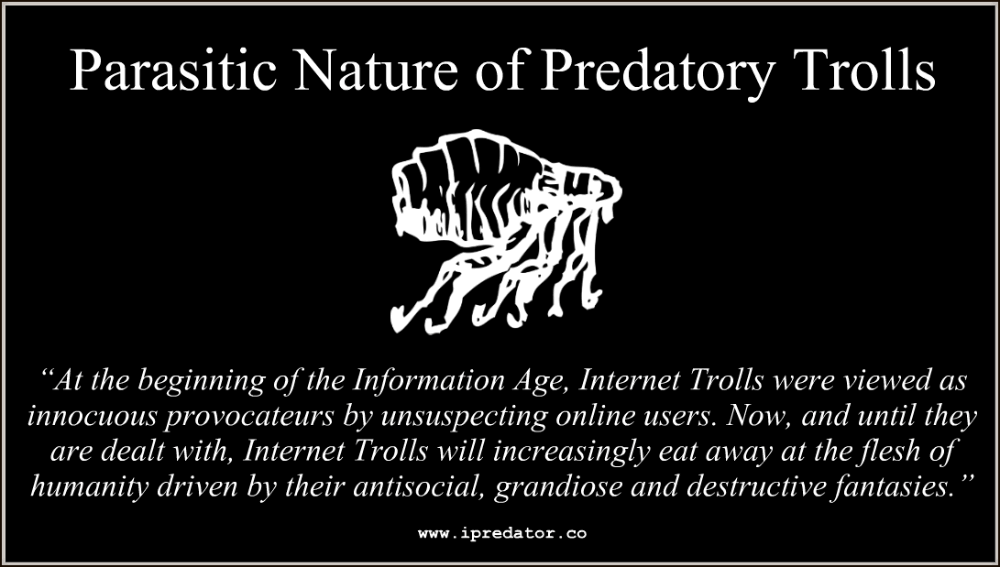 Parasitic Nature of Predatory Trolls
“At the beginning of the Information Age, Internet Trolls were viewed as
innocuous provocateurs by unsuspecting online users. Now, and until they
are dealt with, Internet Trolls will increasingly eat away at the flesh of
humanity driven by their antisocial, grandiose and destructive fantasies.”
www.ipredator.co